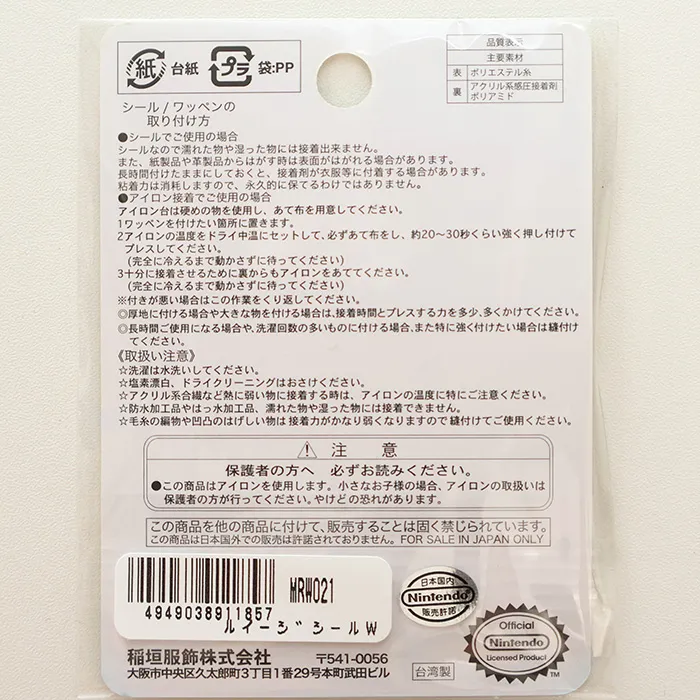 紙 台紙 プラ 袋:PP
品質表示
主要素材
表 ポリエステル糸
裏 アクリル系感圧接着剤
ポリアミド
シール/ワッペンの
取り付け方
●シールでご使用の場合
シールなので濡れた物や湿った物には接着出来ません。
また、紙製品や革製品からはがす時は表面がはがれる場合があります。
長時間付けたままにしておくと、接着剤が衣服等に付着する場合があります。
粘着力は消耗しますので、永久的に保てるわけではありません。
●アイロン接着でご使用の場合
アイロン台は硬めの物を使用し、あて布を用意してください。
1ワッペンを付けたい箇所に置きます。
2アイロンの温度をドライ中温にセットして、必ずあて布をし、約20〜30秒くらい強く押し付けて
プレスしてください。
(完全に冷えるまで動かさずに待ってください)
3十分に接着させるために裏からもアイロンをあててください。
(完全に冷えるまで動かさずに待ってください)
※付きが悪い場合はこの作業をくり返してください。
◎厚地に付ける場合や大きな物を付ける場合は、接着時間とプレスする力を多少、多くかけてください。
◎長時間ご使用になる場合や、洗濯回数の多いものに付ける場合、また特に強く付けたい場合は縫付け
てください。
《取扱い注意》
☆洗濯は水洗いしてください。
☆塩素漂白、ドライクリーニングはおさけください。
☆アクリル系合繊など熱に弱い物に接着する時は、アイロンの温度に特にご注意ください。
☆防水加工品やはっ水加工品、濡れた物や湿った物には接着できません。
☆毛糸の編物や凹凸のはげしい物は接着力がかなり弱くなりますので縫付けてご使用ください。
注 意
保護者の方へ 必ずお読みください。
●この商品はアイロンを使用します。小さなお子様の場合、アイロンの取扱いは
保護者の方が行ってください。やけどの恐れがあります。
この商品を他の商品に付けて、販売することは固く禁じられています。
この商品は日本国外での販売は許諾されておりません。FOR SALE IN JAPAN ONLY
MRW021
4949038911857
ルイージシールW
日本国内
Nintendo
販売許諾
Official
Nintendo
Licensed Product
稲垣服飾株式会社 〒541-0056
大阪市中央区久太郎町3丁目1番29号本町武田ビル
台湾製